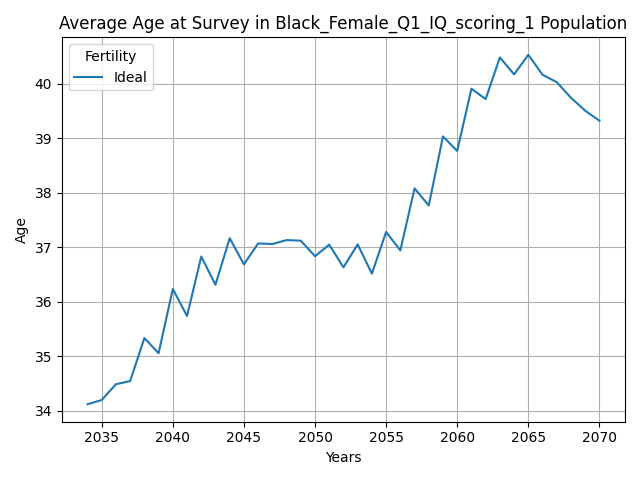 Average Age at Survey in Black_Female_Q1_IQ_scoring_1 Population
Fertility
Ideal
40
39
38
37
36
35
34
Age
2035 2040 2045 2050 2055 2060 2065 2070
Years